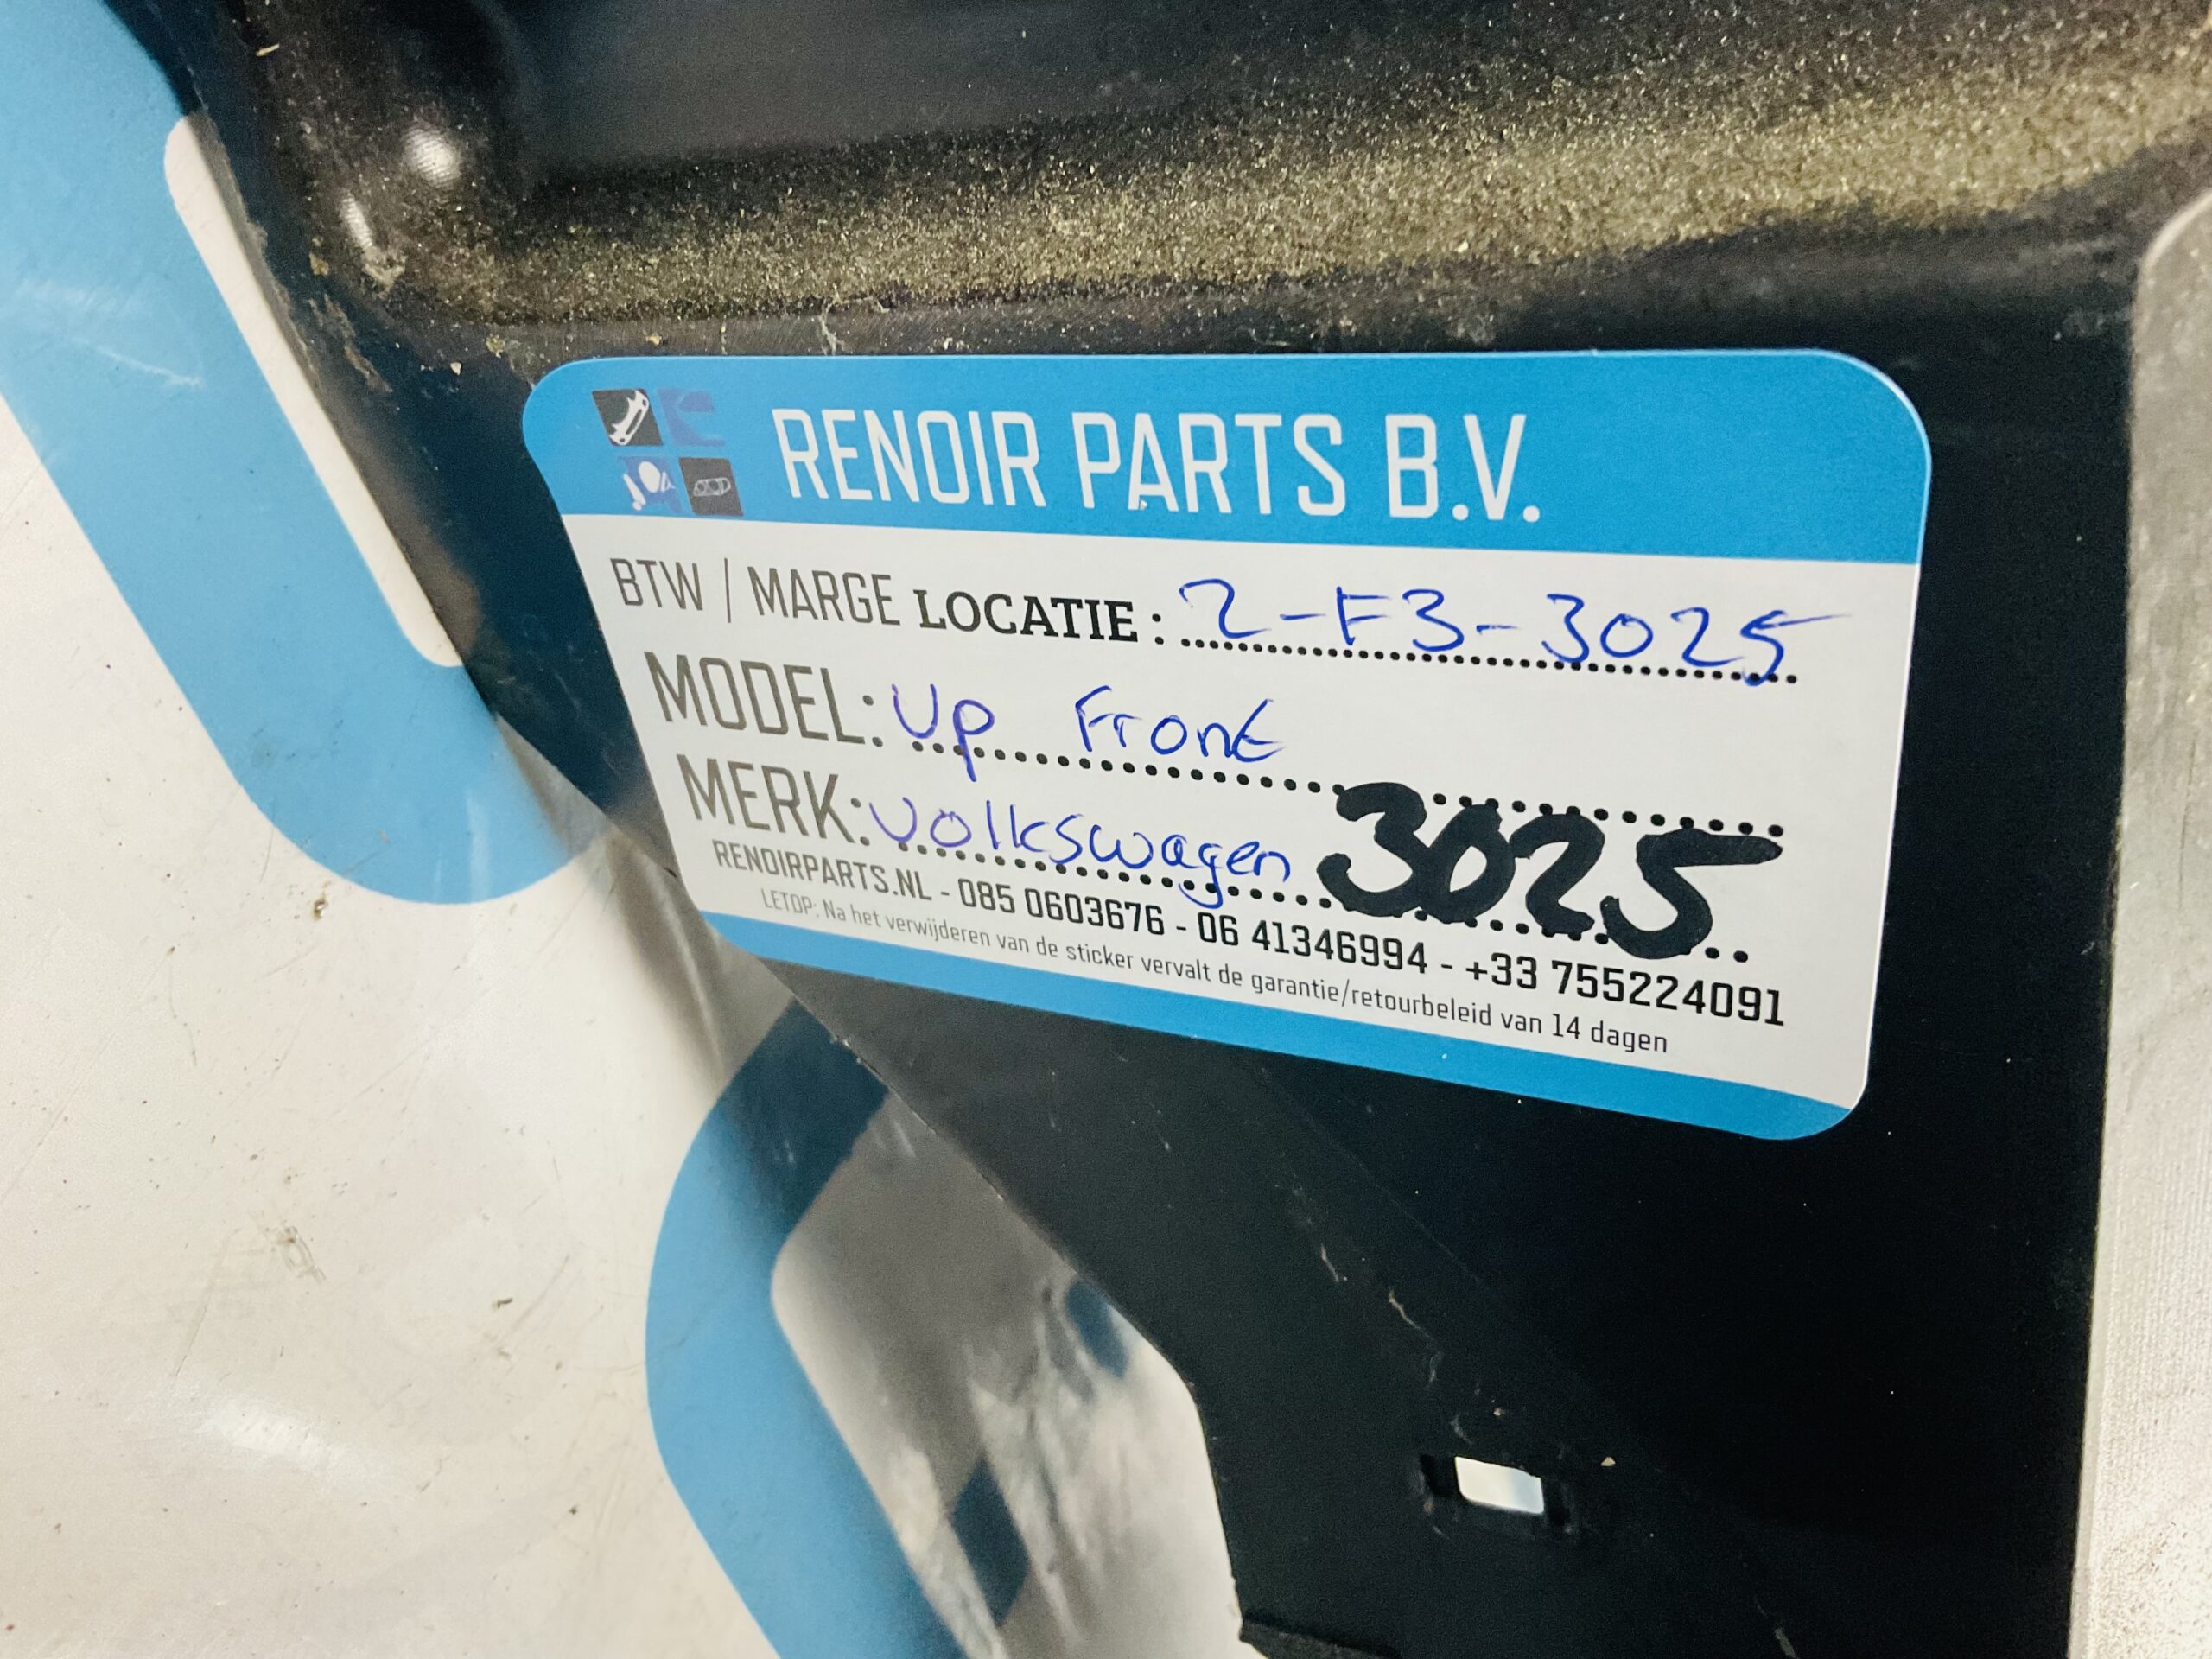 RENOIR PARTS B.V.
BTW / MARGE LOCATIE : 2-F3-3025
MODEL: Up Front
MERK: Volkswagen 3025
RENOIRPARTS.NL - 085 0603676 - 06 41346994 - +33 755224091
LETOP: Na het verwijderen van de sticker vervalt de garantie/retourbeleid van 14 dagen